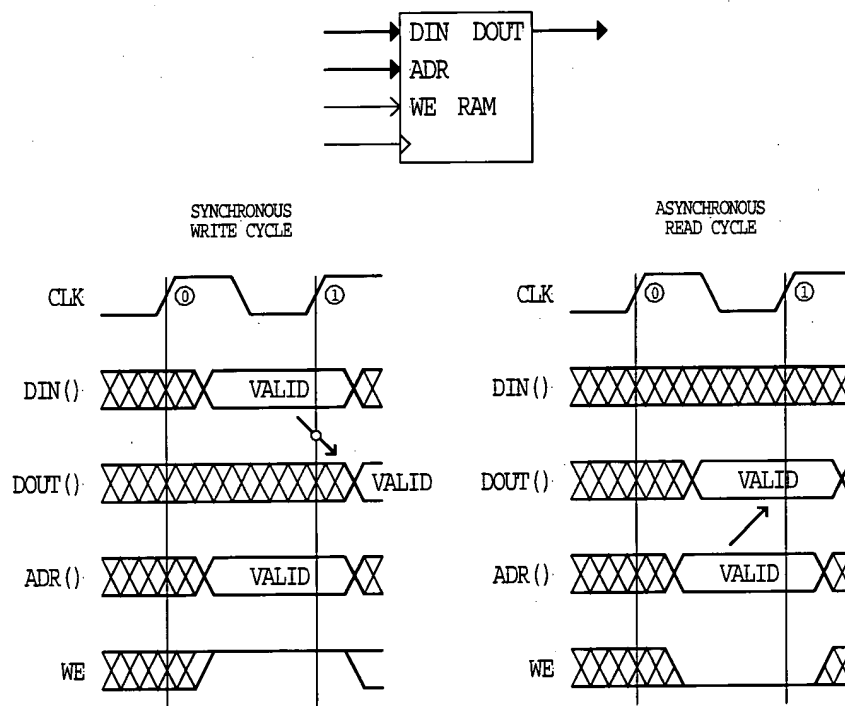 DIN DOUT
ADR
WE RAM
SYNCHRONOUS
WRITE CYCLE
CLK
0
1
DIN()
VALID
DOUT()
VALID
ADR()
VALID
WE
ASYNCHRONOUS
READ CYCLE
CLK
0
1
DIN()
DOUT()
VALID
ADR()
VALID
WE